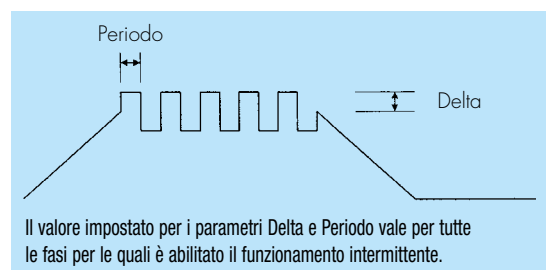 Periodo
Delta
Il valore impostato per i parametri Delta e Periodo vale per tutte
le fasi per le quali è abilitato il funzionamento intermittente.